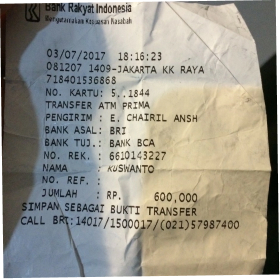 Bank Rakyat Indonesia
Mengutamakan Kepuasan Nasabah
03/07/2017 18:16:23
081207 1409-JAKARTA KK RAYA
718401536868
NO. KARTU: 5..1844
TRANSFER ATM PRIMA
PENGIRIM : E. CHAIRIL ANSH
BANK ASAL: BRI
BANK TUJ.: BANK BCA
NO. REK. : 6610143227
NAMA : KUSWANTO
NO. REF. :
JUMLAH : RP. 600,000
SIMPAN SEBAGAI BUKTI TRANSFER
CALL BRI:14017/1500017/(021)57987400